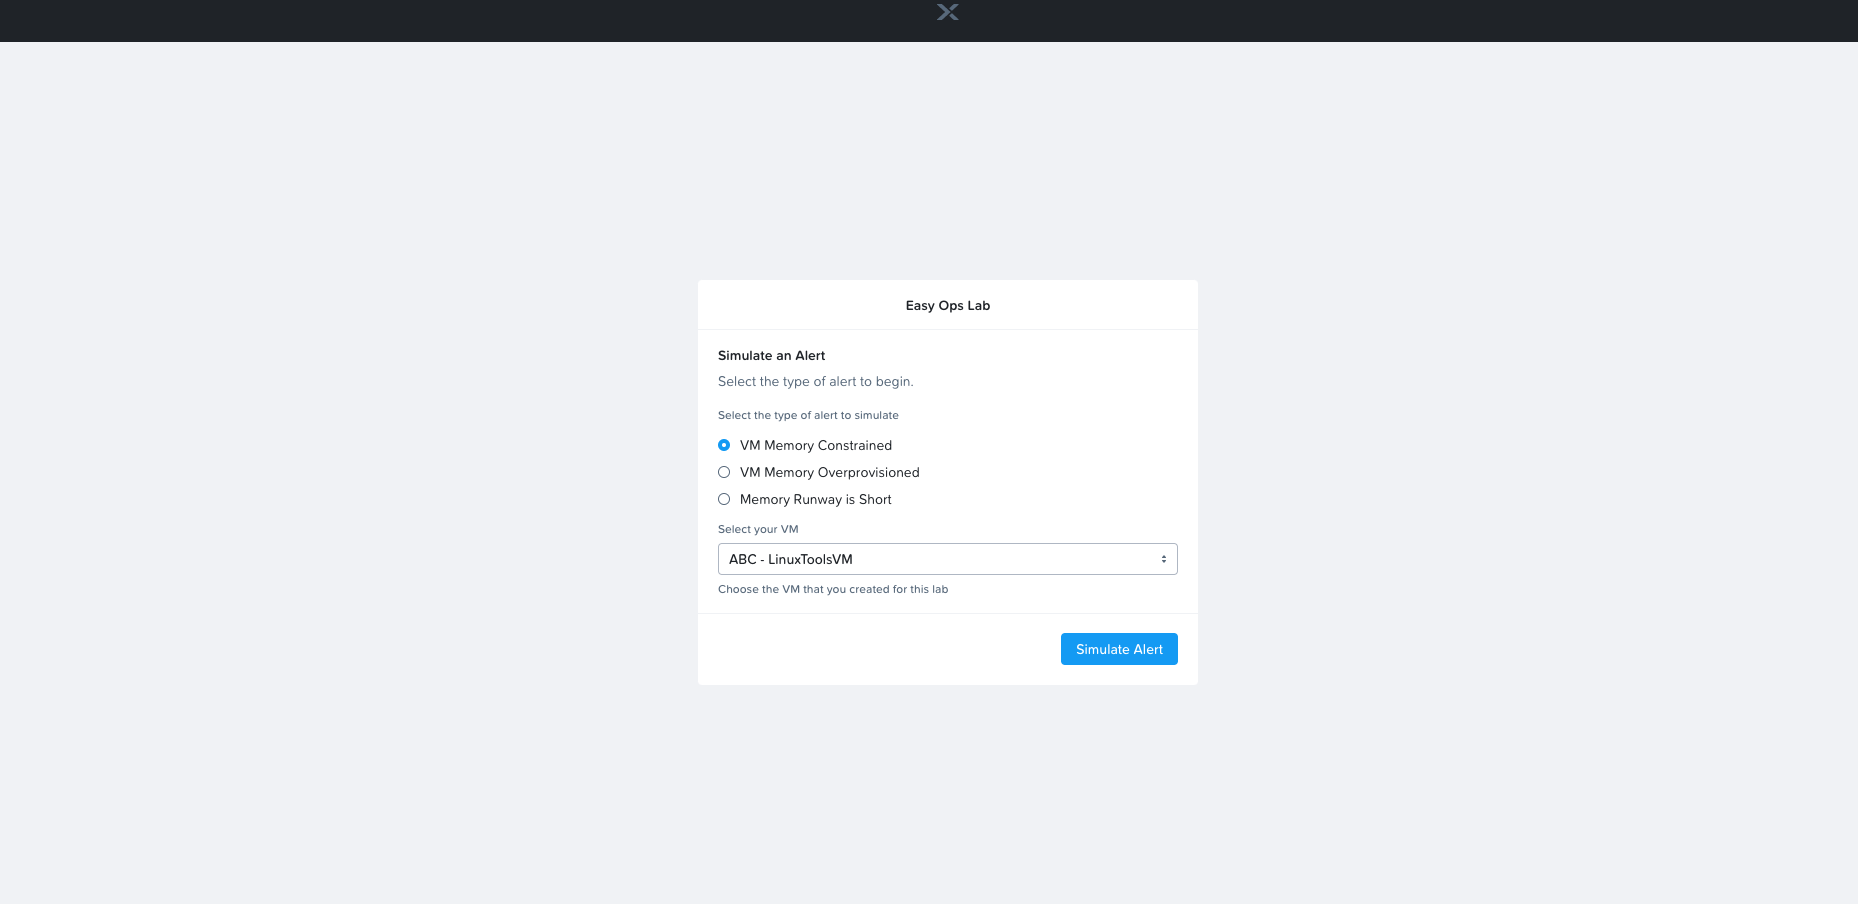 Easy Ops Lab
Simulate an Alert
Select the type of alert to begin.
Select the type of alert to simulate
VM Memory Constrained
VM Memory Overprovisioned
Memory Runway is Short
Select your VM
ABC - LinuxToolsVM
Choose the VM that you created for this lab
Simulate Alert